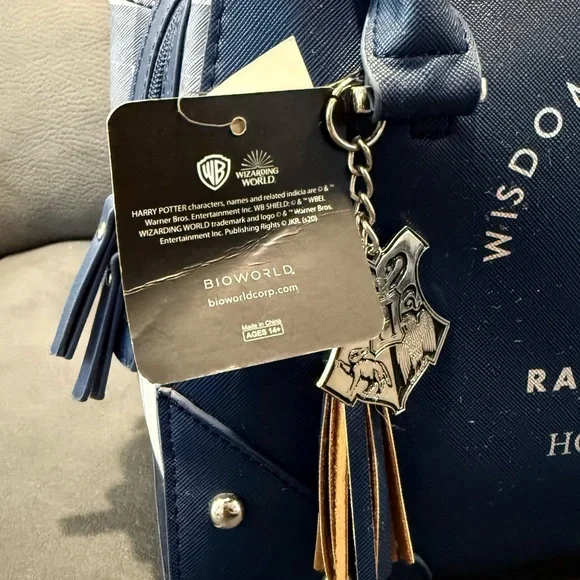 WB
WIZARDING
WORLD
HARRY POTTER characters, names and related indicia are © & ™
Warner Bros. Entertainment Inc. WB SHIELD: © & ™ WBEI.
WIZARDING WORLD trademark and logo © & ™ Warner Bros.
Entertainment Inc. Publishing Rights © JKR. (s20)
BIOWORLD.
bioworldcorp.com
Made in China
AGES 14+
WISDOM
RA
HO